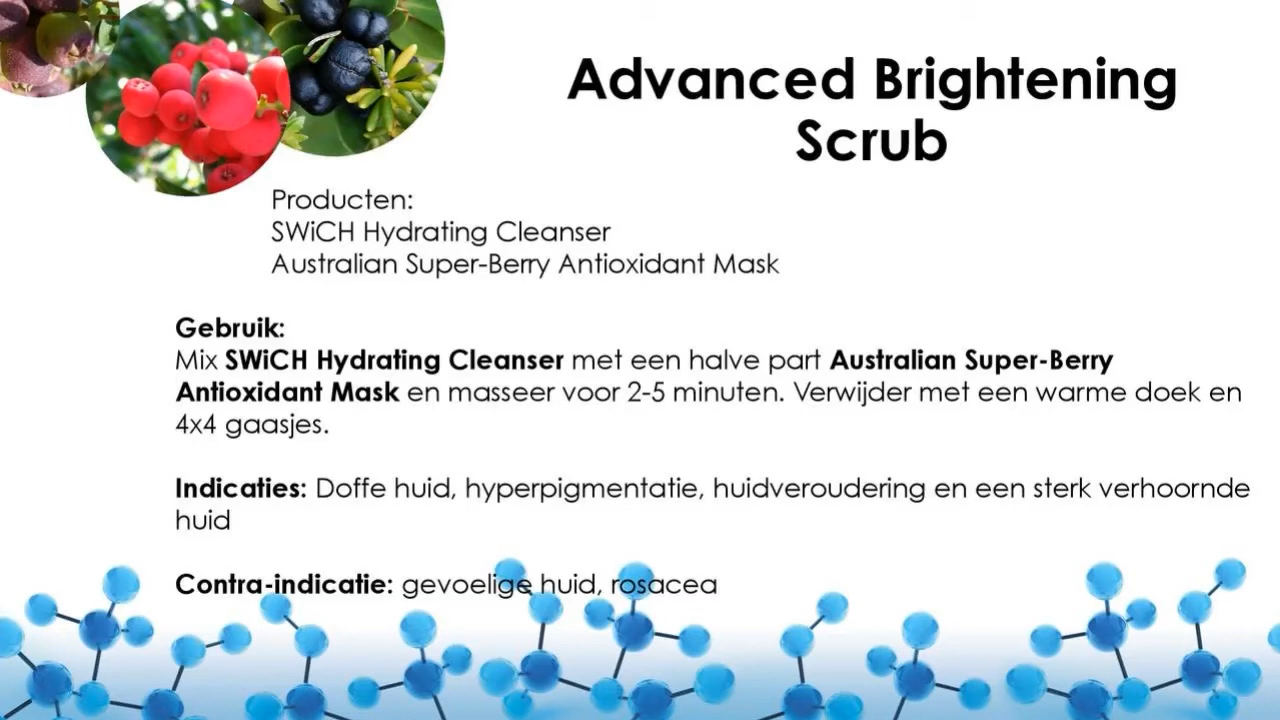 Advanced Brightening
Scrub
Producten:
SWiCH Hydrating Cleanser
Australian Super-Berry Antioxidant Mask
Gebruik:
Mix SWiCH Hydrating Cleanser met een halve part Australian Super-Berry
Antioxidant Mask en masseer voor 2-5 minuten. Verwijder met een warme doek en
4x4 gaasjes.
Indicaties: Doffe huid, hyperpigmentatie, huidveroudering en een sterk verhoornde
huid
Contra-indicatie: gevoelige huid, rosacea